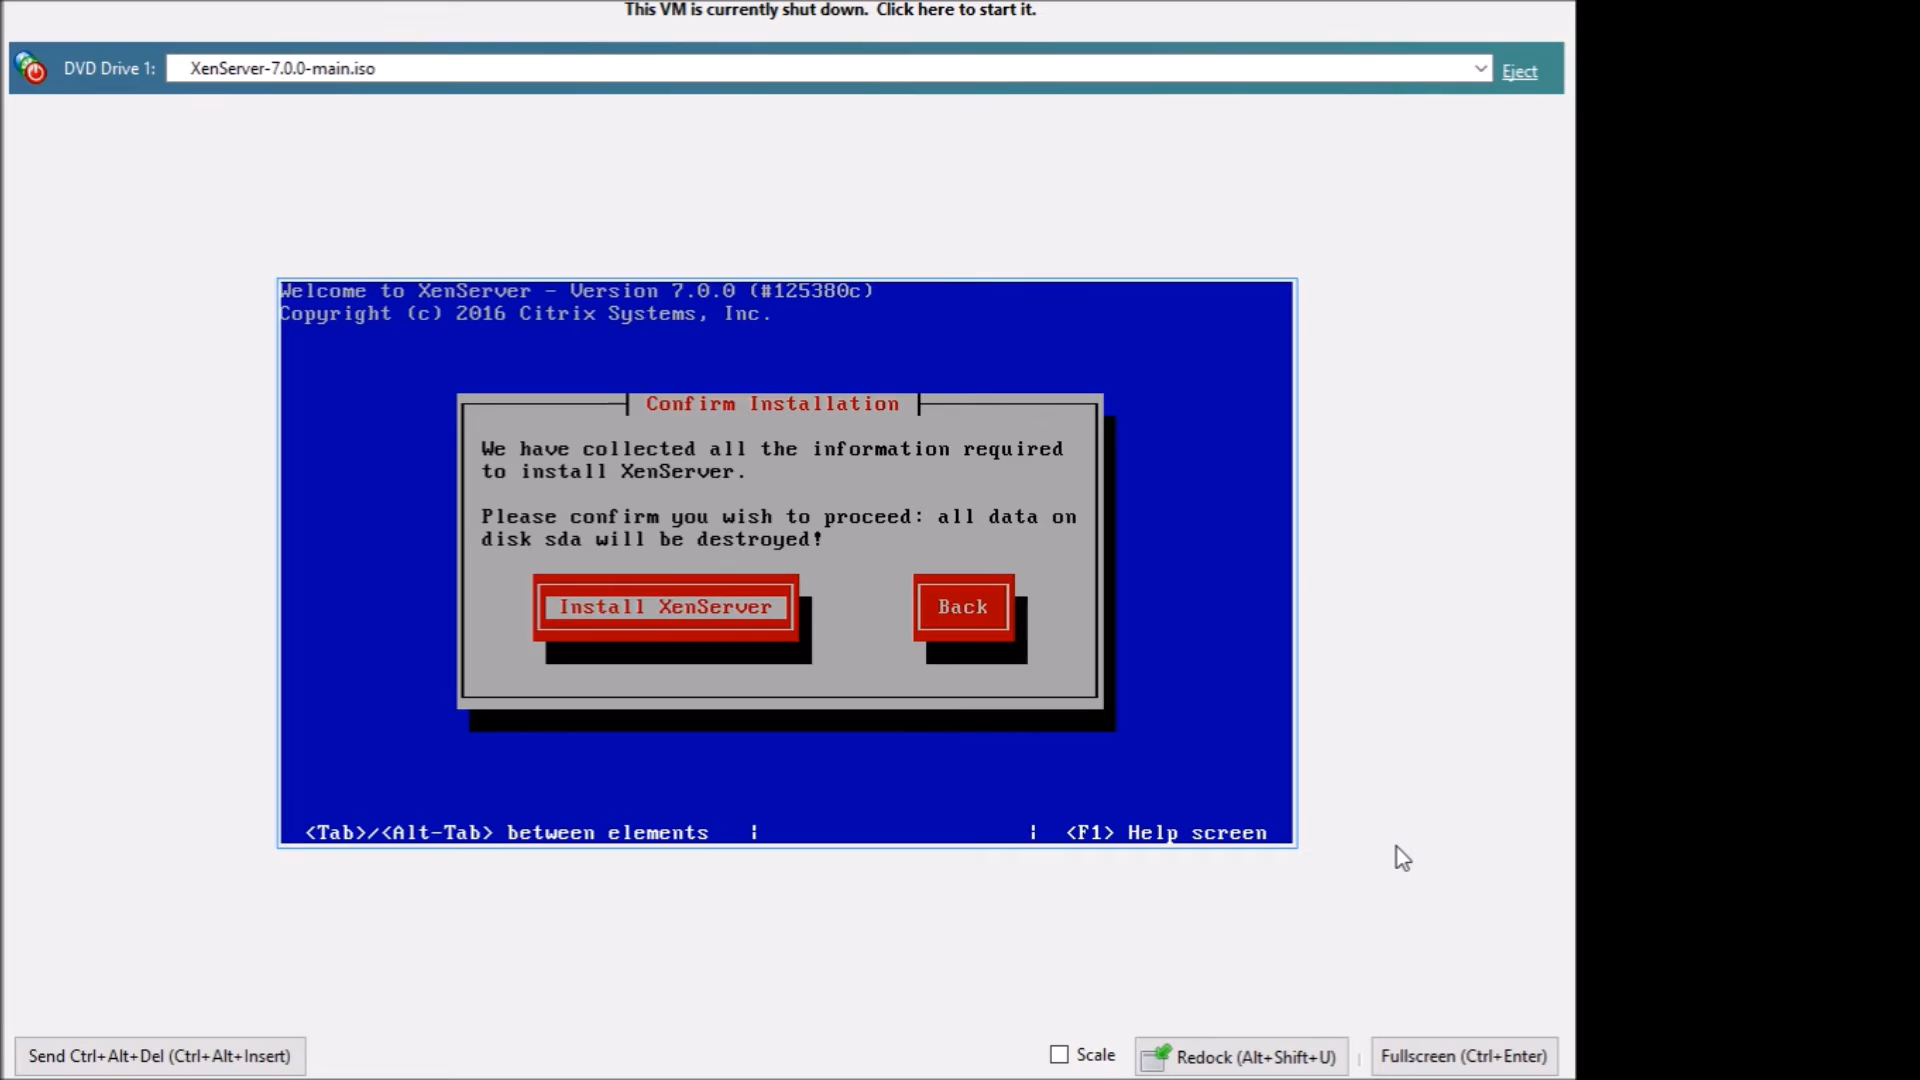 This VM is currently shut down. Click here to start it.
DVD Drive 1: XenServer-7.0.0-main.iso Eject
Welcome to XenServer - Version 7.0.0 (#125380c)
Copyright (c) 2016 Citrix Systems, Inc.
Confirm Installation
We have collected all the information required
to install XenServer.
Please confirm you wish to proceed: all data on
disk sda will be destroyed!
Install XenServer Back
<Tab>/<Alt-Tab> between elements | | <F1> Help screen
Send Ctrl+Alt+Del (Ctrl+Alt+Insert) Scale Redock (Alt+Shift+U) Fullscreen (Ctrl+Enter)